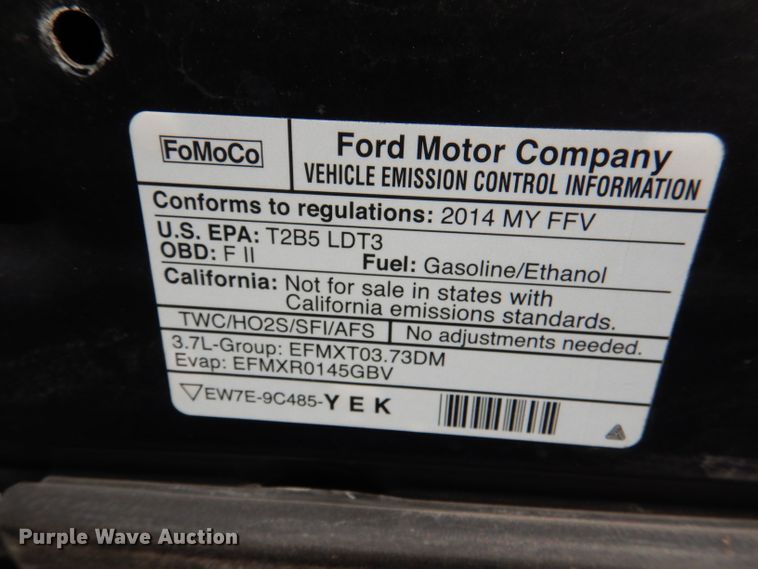 FoMoCo
Ford Motor Company
VEHICLE EMISSION CONTROL INFORMATION
Conforms to regulations: 2014 MY FFV
U.S. EPA: T2B5 LDT3
OBD: F II
Fuel: Gasoline/Ethanol
California: Not for sale in states with
California emissions standards.
TWC/HO2S/SFI/AFS
No adjustments needed.
3.7L-Group: EFMXT03.73DM
Evap: EFMXR0145GBV
EW7E-9C485-YEK
Purple Wave Auction